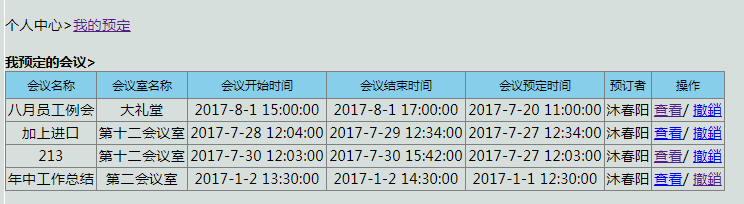 个人中心>我的预定
我预定的会议>
会议名称 会议室名称 会议开始时间 会议结束时间 会议预定时间 预订者 操作
八月员工例会 大礼堂 2017-8-1 15:00:00 2017-8-1 17:00:00 2017-7-20 11:00:00 沐春阳 查看/ 撤銷
加上进口 第十二会议室 2017-7-28 12:04:00 2017-7-29 12:34:00 2017-7-27 12:34:00 沐春阳 查看/ 撤銷
213 第十二会议室 2017-7-30 12:03:00 2017-7-30 15:42:00 2017-7-27 12:03:00 沐春阳 查看/ 撤銷
年中工作总结 第二会议室 2017-1-2 13:30:00 2017-1-2 14:30:00 2017-1-1 12:30:00 沐春阳 查看/ 撤銷